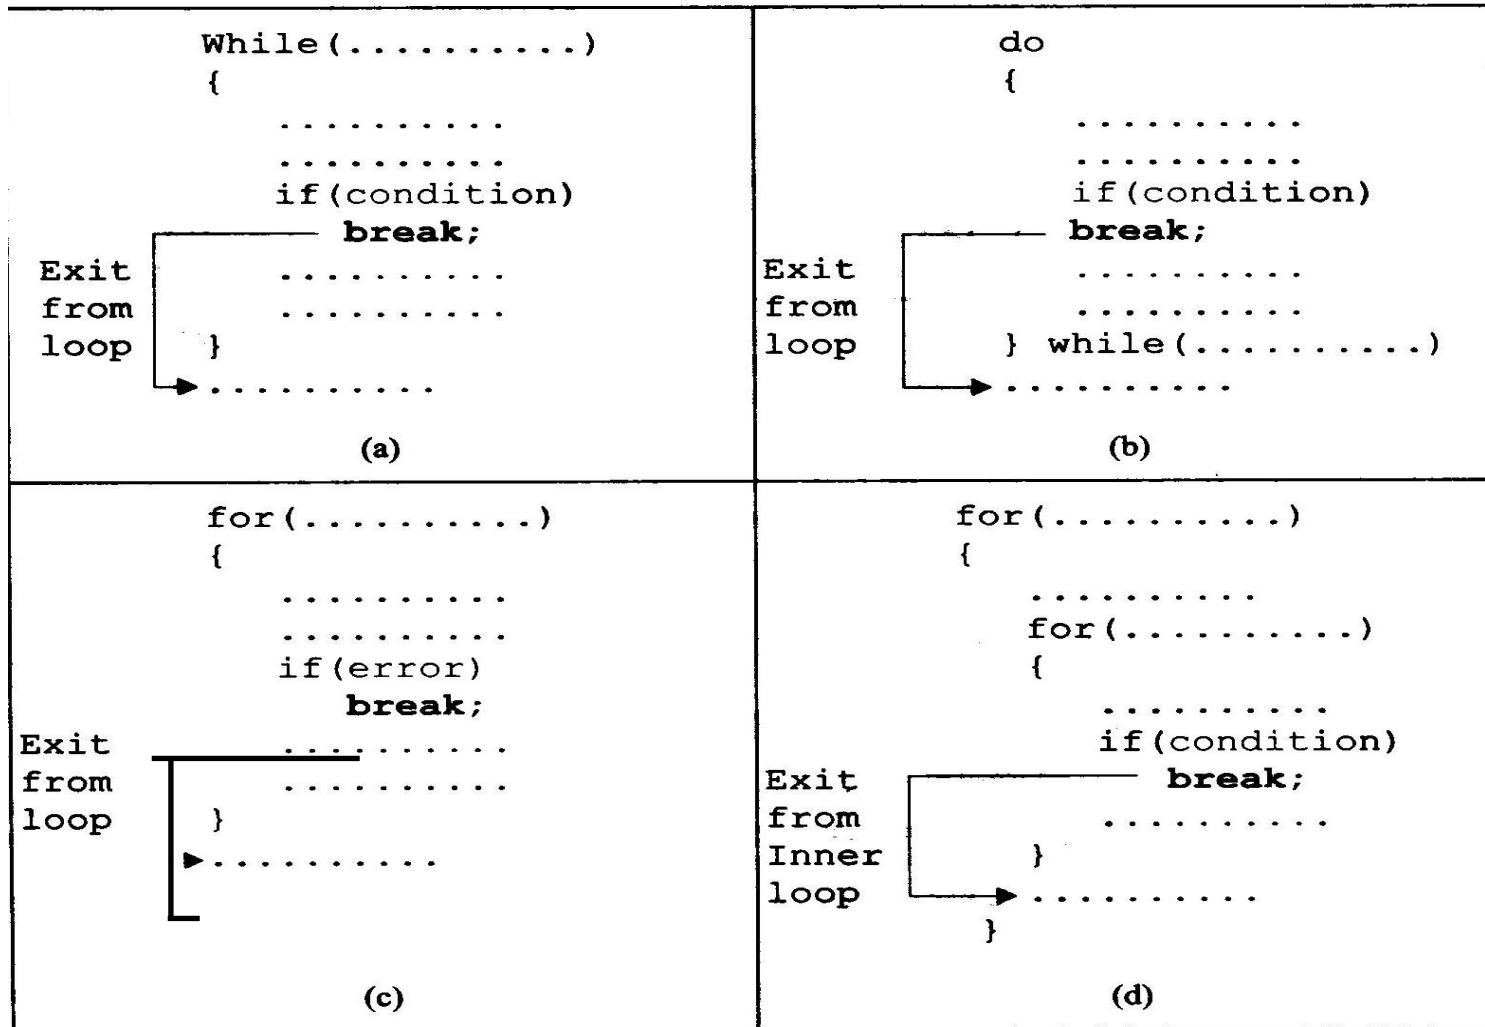 While(..........)
{
..........
..........
if(condition)
break;
Exit
from
loop
..........
..........
}
..........
(a)
do
{
..........
..........
if(condition)
break;
Exit
from
loop
..........
..........
} while(..........)
..........
(b)
for(..........)
{
..........
..........
if(error)
break;
Exit
from
loop
..........
..........
}
..........
(c)
for(..........)
{
..........
for(..........)
{
..........
if(condition)
break;
Exit
from
Inner
loop
..........
}
..........
}
(d)